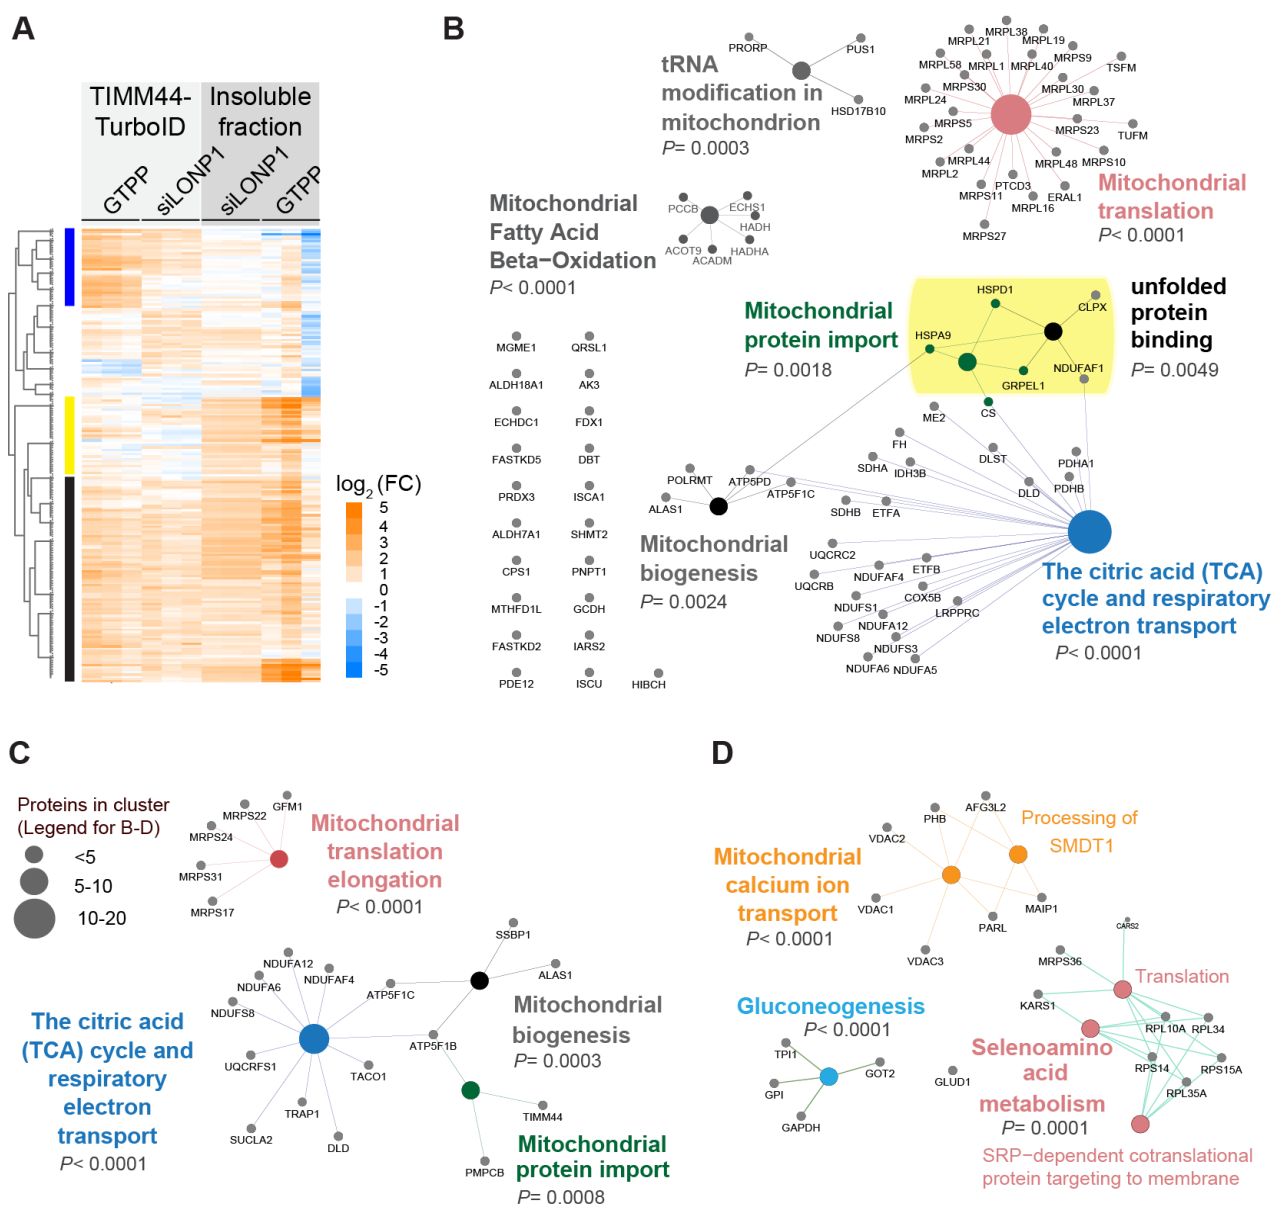 A
TIMM44-
TurboID
Insoluble
fraction
GTPP
siLONP1
siLONP1
GTPP
log2 (FC)
5
4
3
2
1
0
-1
-2
-3
-4
-5
B
tRNA
modification in
mitochondrion
P= 0.0003
PRORP
PUS1
HSD17B10
MRPL38
MRPL21
MRPL19
MRPS9
MRPL58
MRPL1
MRPL40
TSFM
MRPS30
MRPL30
MRPL24
MRPL37
MRPS5
MRPS23
MRPS2
TUFM
MRPL44
MRPL48
MRPS10
MRPL2
PTCD3
MRPS11
ERAL1
MRPL16
MRPS27
Mitochondrial
translation
P< 0.0001
Mitochondrial
Fatty Acid
Beta−Oxidation
P< 0.0001
PCCB
ECHS1
HADH
ACOT9
HADHA
ACADM
Mitochondrial
protein import
P= 0.0018
HSPD1
CLPX
HSPA9
NDUFAF1
GRPEL1
CS
unfolded
protein
binding
P= 0.0049
MGME1
QRSL1
ALDH18A1
AK3
ECHDC1
FDX1
FASTKD5
DBT
PRDX3
ISCA1
ALDH7A1
SHMT2
CPS1
PNPT1
MTHFD1L
GCDH
FASTKD2
IARS2
PDE12
ISCU
HIBCH
POLRMT
ATP5PD
ATP5F1C
ALAS1
Mitochondrial
biogenesis
P= 0.0024
ME2
FH
DLST
SDHA
IDH3B
PDHA1
PDHB
DLD
SDHB
ETFA
UQCRC2
ETFB
NDUFAF4
UQCRB
COX5B
NDUFS1
LRPPRC
NDUFA12
NDUFS8
NDUFS3
NDUFA6
NDUFA5
The citric acid (TCA)
cycle and respiratory
electron transport
P< 0.0001
C
Proteins in cluster
(Legend for B-D)
<5
5-10
10-20
GFM1
MRPS22
MRPS24
MRPS31
MRPS17
Mitochondrial
translation
elongation
P< 0.0001
SSBP1
ALAS1
NDUFA12
NDUFAF4
NDUFA6
ATP5F1C
NDUFS8
ATP5F1B
UQCRFS1
TACO1
TRAP1
SUCLA2
DLD
The citric acid
(TCA) cycle and
respiratory
electron
transport
P< 0.0001
Mitochondrial
biogenesis
P= 0.0003
TIMM44
PMPCB
Mitochondrial
protein import
P= 0.0008
D
AFG3L2
PHB
VDAC2
VDAC1
MAIP1
PARL
VDAC3
Processing of
SMDT1
Mitochondrial
calcium ion
transport
P< 0.0001
CARS2
MRPS36
Translation
KARS1
RPL10A
RPL34
RPS14
RPS15A
RPL35A
Gluconeogenesis
P< 0.0001
TPI1
GOT2
GPI
GAPDH
GLUD1
Selenoamino
acid
metabolism
P= 0.0001
SRP−dependent cotranslational
protein targeting to membrane